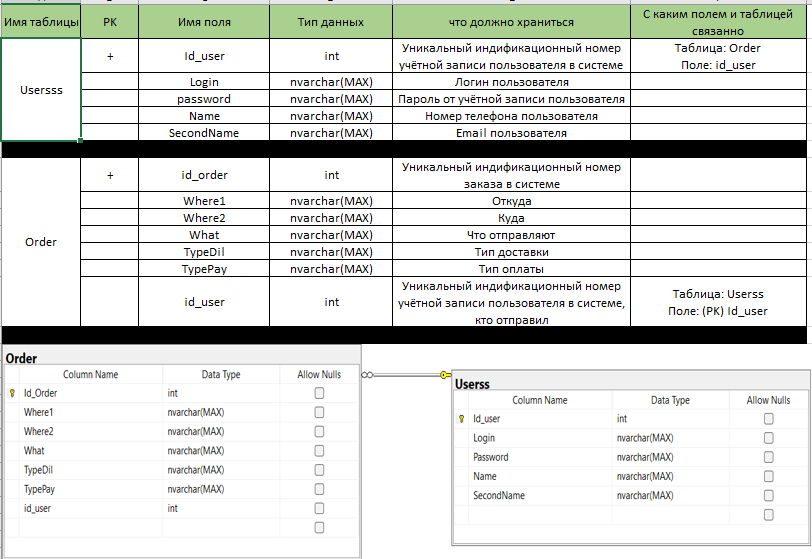 Имя таблицы PK Имя поля Тип данных что должно храниться С каким полем и таблицей
связанно
Usersss + Id_user int Уникальный индификационный номер
учётной записи пользователя в системе Таблица: Order
Поле: id_user
Login nvarchar(MAX) Логин пользователя
password nvarchar(MAX) Пароль от учётной записи пользователя
Name nvarchar(MAX) Номер телефона пользователя
SecondName nvarchar(MAX) Email пользователя
Order + id_order int Уникальный индификационный номер
заказа в системе
Where1 nvarchar(MAX) Откуда
Where2 nvarchar(MAX) Куда
What nvarchar(MAX) Что отправляют
TypeDil nvarchar(MAX) Тип доставки
TypePay nvarchar(MAX) Тип оплаты
id_user int Уникальный индификационный номер
учётной записи пользователя в системе,
кто отправил Таблица: Userss
Поле: (PK) Id_user
Order
Column Name Data Type Allow Nulls
Id_Order int
Where1 nvarchar(MAX)
Where2 nvarchar(MAX)
What nvarchar(MAX)
TypeDil nvarchar(MAX)
TypePay nvarchar(MAX)
id_user int
Userss
Column Name Data Type Allow Nulls
Id_user int
Login nvarchar(MAX)
Password nvarchar(MAX)
Name nvarchar(MAX)
SecondName nvarchar(MAX)